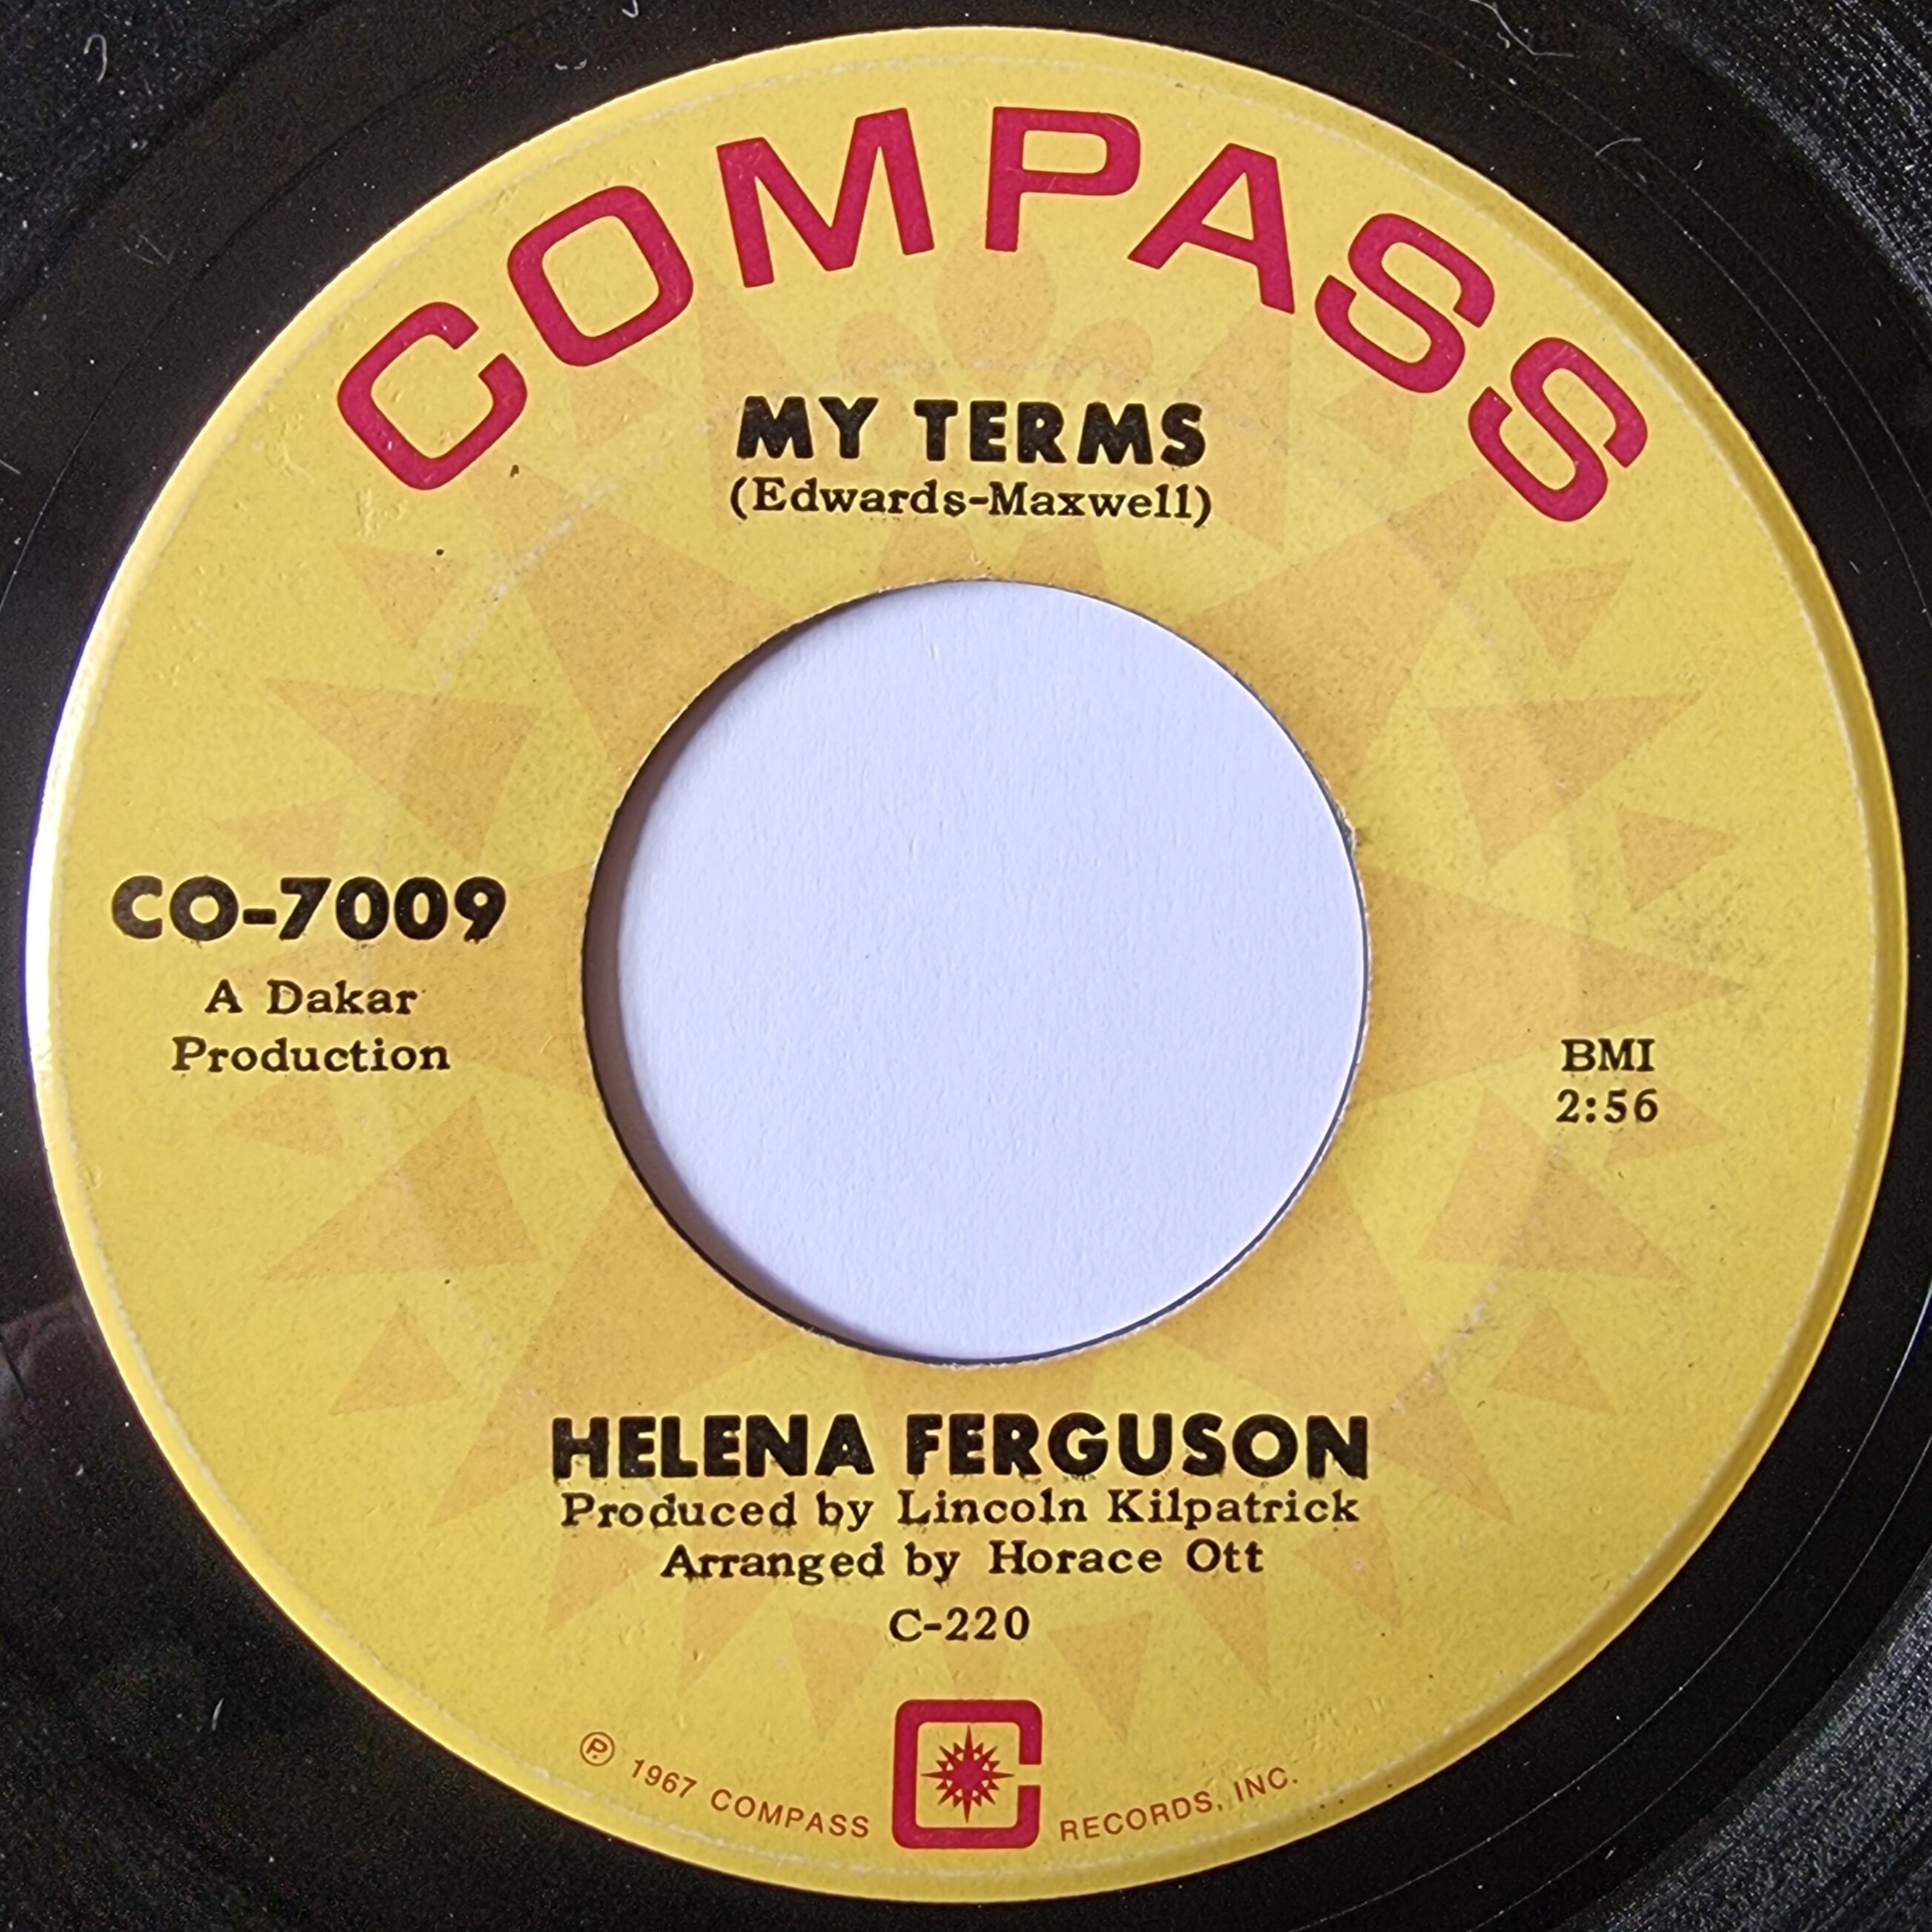 COMPASS
MY TERMS
(Edwards-Maxwell)
CO-7009
A Dakar
Production
BMI
2:56
HELENA FERGUSON
Produced by Lincoln Kilpatrick
Arranged by Horace Ott
C-220
Ⓟ 1967 COMPASS RECORDS, INC.